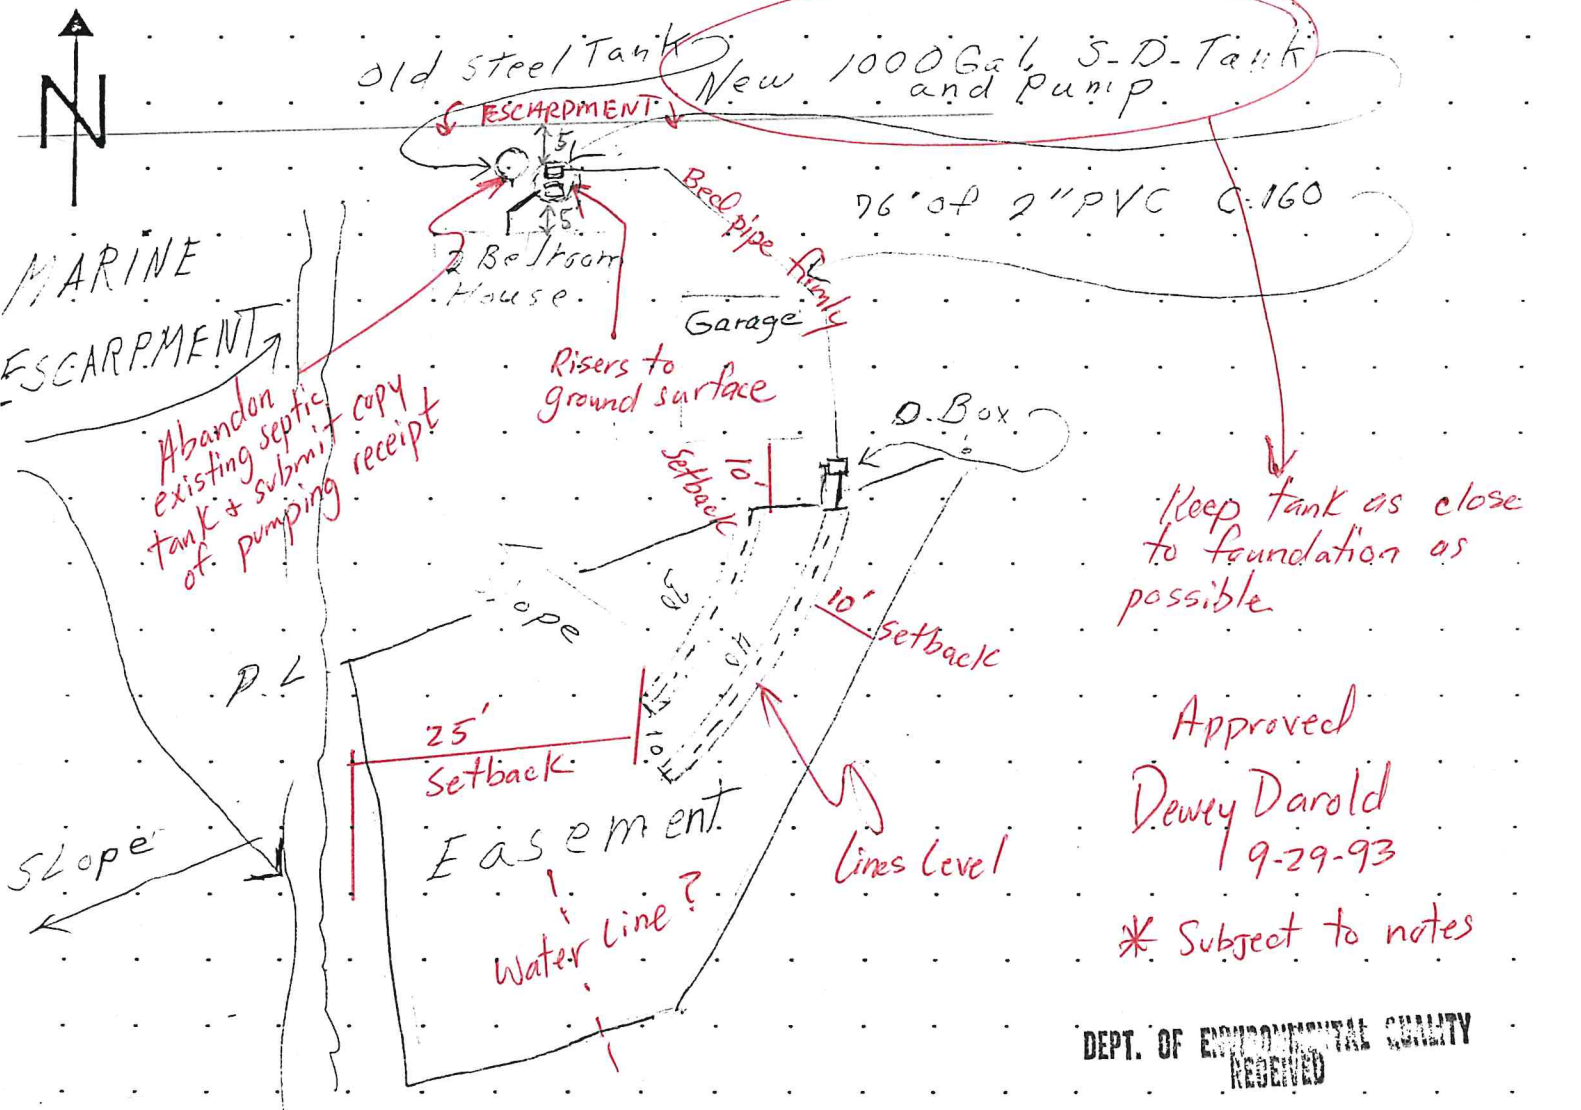 N
Old Steel Tank
New 1000 Gal. S-D-Tank
and Pump
ESCARPMENT
5'
5'
76' of 2" PVC C.160
Bed pipe firmly
MARINE
ESCARPMENT
2 Bedroom
House.
Garage
Risers to
ground surface
Abandon
existing septic
tank & submit copy
of pumping receipt
D. Box
10'
Setback
Keep tank as close
to foundation as
possible
10'
Setback
P.L
25'
Setback
10'
Approved
Dewey Darold
9-29-93
Easement
Slope
Lines Level
Water Line?
* Subject to notes
DEPT. OF ENVIRONMENTAL QUALITY
RECEIVED